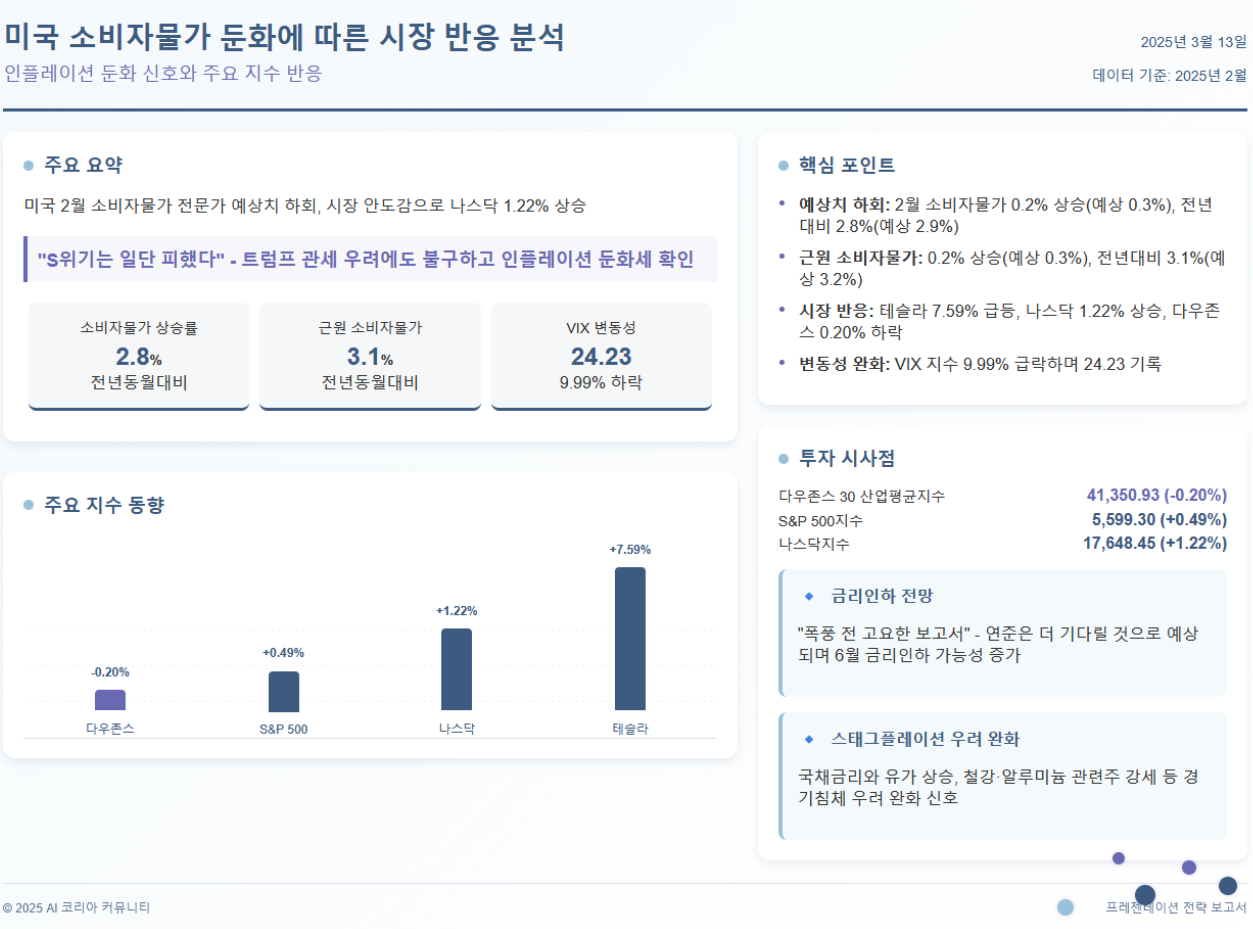 미국 소비자물가 둔화에 따른 시장 반응 분석
인플레이션 둔화 신호와 주요 지수 반응
2025년 3월 13일
데이터 기준: 2025년 2월
주요 요약
미국 2월 소비자물가 전문가 예상치 하회, 시장 안도감으로 나스닥 1.22% 상승
"S위기는 일단 피했다" - 트럼프 관세 우려에도 불구하고 인플레이션 둔화세 확인
소비자물가 상승률
2.8%
전년동월대비
근원 소비자물가
3.1%
전년동월대비
VIX 변동성
24.23
9.99% 하락
주요 지수 동향
-0.20%
+0.49%
+1.22%
+7.59%
다우존스
S&P 500
나스닥
테슬라
핵심 포인트
예상치 하회: 2월 소비자물가 0.2% 상승(예상 0.3%), 전년
대비 2.8%(예상 2.9%)
근원 소비자물가: 0.2% 상승(예상 0.3%), 전년대비 3.1%(예
상 3.2%)
시장 반응: 테슬라 7.59% 급등, 나스닥 1.22% 상승, 다우존
스 0.20% 하락
변동성 완화: VIX 지수 9.99% 급락하며 24.23 기록
투자 시사점
다우존스 30 산업평균지수 41,350.93 (-0.20%)
S&P 500지수 5,599.30 (+0.49%)
나스닥지수 17,648.45 (+1.22%)
금리인하 전망
"폭풍 전 고요한 보고서" - 연준은 더 기다릴 것으로 예상
되며 6월 금리인하 가능성 증가
스태그플레이션 우려 완화
국채금리와 유가 상승, 철강·알루미늄 관련주 강세 등 경
기침체 우려 완화 신호
© 2025 AI 코리아 커뮤니티
프레젠테이션 전략 보고서